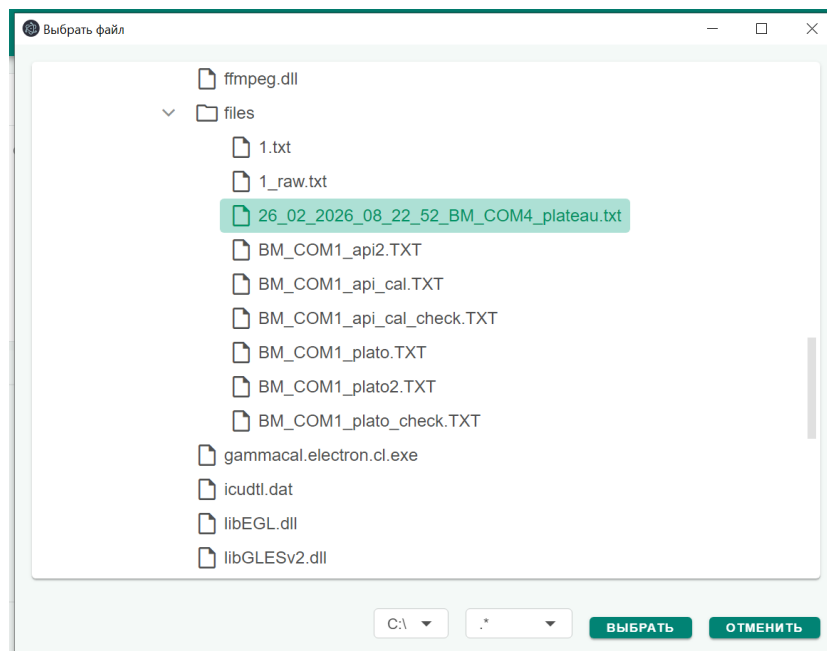 Выбрать файл
ffmpeg.dll
files
1.txt
1_raw.txt
26_02_2026_08_22_52_BM_COM4_plateau.txt
BM_COM1_api2.TXT
BM_COM1_api_cal.TXT
BM_COM1_api_cal_check.TXT
BM_COM1_plato.TXT
BM_COM1_plato2.TXT
BM_COM1_plato_check.TXT
gammacal.electron.cl.exe
icudtl.dat
libEGL.dll
libGLESv2.dll
C:\ .* ВЫБРАТЬ ОТМЕНИТЬ